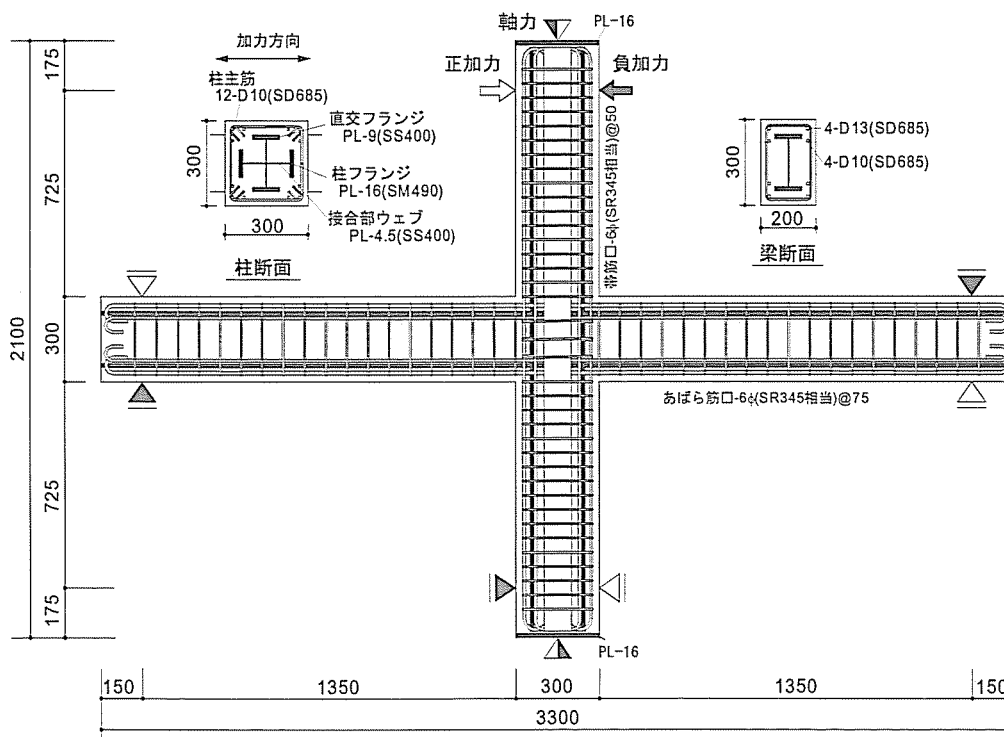 軸力
PL-16
正加力
負加力
加力方向
柱主筋
12-D10(SD685)
直交フランジ
PL-9(SS400)
柱フランジ
PL-16(SM490)
接合部ウェブ
PL-4.5(SS400)
300
300
柱断面
帯筋口-6φ(SR345相当)@50
4-D13(SD685)
4-D10(SD685)
300
200
梁断面
あばら筋口-6φ(SR345相当)@75
PL-16
2100
175
725
300
725
175
150
1350
300
1350
150
3300